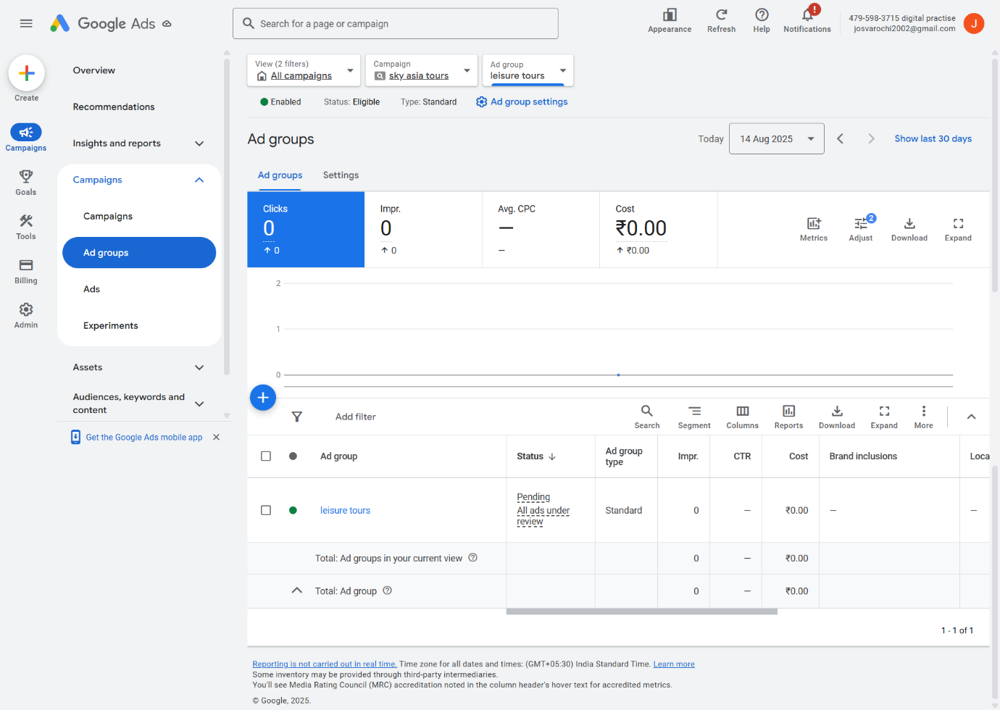 Google Ads
Search for a page or campaign
Appearance
Refresh
Help
!
Notifications
479-598-3715 digital practise
josvarochi2002@gmail.com
J
Create
Campaigns
Goals
Tools
Billing
Admin
Overview
Recommendations
Insights and reports
Campaigns
Campaigns
Ad groups
Ads
Experiments
Assets
Audiences, keywords and
content
Get the Google Ads mobile app
View (2 filters)
All campaigns
Campaign
sky asia tours
Ad group
leisure tours
Enabled
Status: Eligible
Type: Standard
Ad group settings
Ad groups
Today
14 Aug 2025
Show last 30 days
Ad groups
Settings
Clicks
0
↑ 0
Impr.
0
↑ 0
Avg. CPC
—
–
Cost
₹0.00
↑ ₹0.00
Metrics
2
Adjust
Download
Expand
2
1
0
Add filter
Search
Segment
Columns
Reports
Download
Expand
More
Ad group
Status ↓
Ad group
type
Impr.
CTR
Cost
Brand inclusions
Loca
leisure tours
Pending
All ads under
review
Standard
0
–
₹0.00
–
–
Total: Ad groups in your current view
0
–
₹0.00
Total: Ad group
0
–
₹0.00
1 - 1 of 1
Reporting is not carried out in real time. Time zone for all dates and times: (GMT+05:30) India Standard Time. Learn more
Some inventory may be provided through third-party intermediaries.
You'll see Media Rating Council (MRC) accreditation noted in the column header's hover text for accredited metrics.
© Google, 2025.